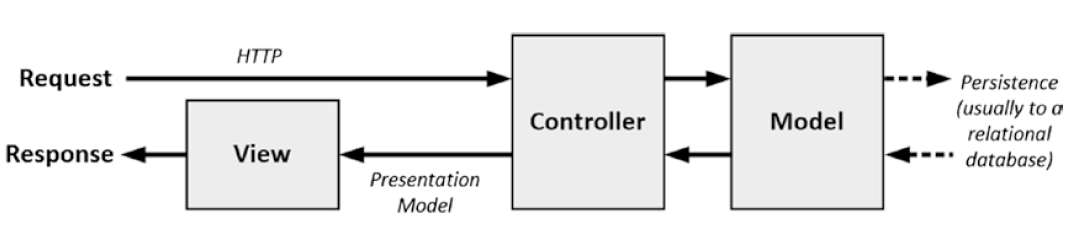 HTTP
Request
Controller
Model
Persistence
(usually to a
relational
database)
Response
View
Presentation
Model